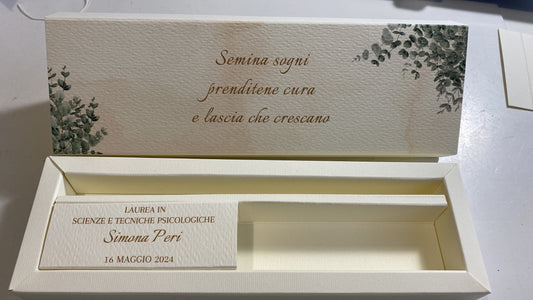 Semina sogni
prenditene cura
e lascia che crescano
LAUREA IN
SCIENZE E TECNICHE PSICOLOGICHE
Simona Peri
16 MAGGIO 2024